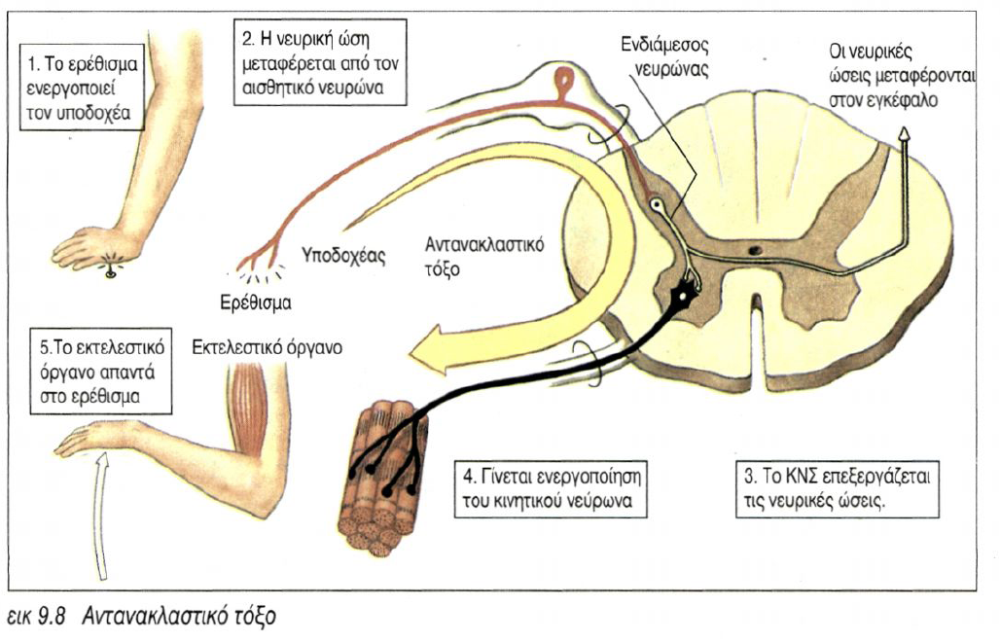 1. Το ερέθισμα
ενεργοποιεί
τον υποδοχέα
2. Η νευρική ώση
μεταφέρεται από τον
αισθητικό νευρώνα
Ενδιάμεσος
νευρώνας
Οι νευρικές
ώσεις μεταφέρονται
στον εγκέφαλο
Υποδοχέας
Ερέθισμα
Αντανακλαστικό
τόξο
5.Το εκτελεστικό
όργανο απαντά
στο ερέθισμα
Εκτελεστικό όργανο
4. Γίνεται ενεργοποίηση
του κινητικού νεύρωνα
3. Το ΚΝΣ επεξεργάζεται
τις νευρικές ώσεις.
εικ 9.8 Αντανακλαστικό τόξο